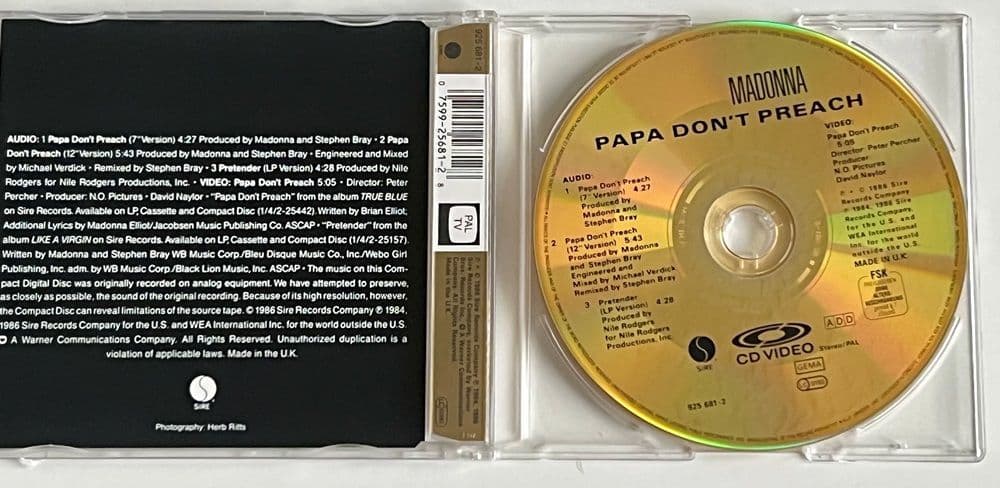 AUDIO: 1 Papa Don't Preach (7" Version) 4:27 Produced by Madonna and Stephen Bray • 2 Papa
Don't Preach (12" Version) 5:43 Produced by Madonna and Stephen Bray • Engineered and Mixed
by Michael Verdick • Remixed by Stephen Bray • 3 Pretender (LP Version) 4:28 Produced by Nile
Rodgers for Nile Rodgers Productions, Inc. • VIDEO: Papa Don't Preach 5:05 • Director: Peter
Percher • Producer: N.O. Pictures • David Naylor • "Papa Don't Preach" from the album TRUE BLUE
on Sire Records. Available on LP, Cassette and Compact Disc (1/4/2-25442). Written by Brian Elliot;
Additional Lyrics by Madonna Elliot/Jacobsen Music Publishing Co. ASCAP • "Pretender" from the
album LIKE A VIRGIN on Sire Records. Available on LP, Cassette and Compact Disc (1/4/2-25157).
Written by Madonna and Stephen Bray WB Music Corp./Bleu Disque Music Co., Inc./Webo Girl
Publishing, Inc. adm. by WB Music Corp./Black Lion Music, Inc. ASCAP • The music on this Com-
pact Digital Disc was originally recorded on analog equipment. We have attempted to preserve,
as closely as possible, the sound of the original recording. Because of its high resolution, however,
the Compact Disc can reveal limitations of the source tape. © 1986 Sire Records Company ℗ 1984,
1986 Sire Records Company for the U.S. and WEA International Inc. for the world outside the U.S.
A Warner Communications Company. All Rights Reserved. Unauthorized duplication is a
violation of applicable laws. Made in the U.K.
SIRE
Photography: Herb Ritts
925 681-2
0 7599-25681-2 8
PAL
TV
MADONNA
PAPA DON'T PREACH
AUDIO:
1 Papa Don't Preach
(7" Version) 4:27
Produced by
Madonna and
Stephen Bray
2 Papa Don't Preach
(12" Version) 5:43
Produced by Madonna
and Stephen Bray
Engineered and
Mixed by Michael Verdick
Remixed by Stephen Bray
3 Pretender
(LP Version) 4:28
Produced by
Nile Rodgers
for Nile Rodgers
Productions, Inc.
VIDEO:
Papa Don't Preach
5:05
Director: Peter Percher
Producer
N.O. Pictures
David Naylor
℗ • © 1986 Sire
Records Company
℗ 1984, 1986 Sire
Records Company
for the U.S. and
WEA International
Inc. for the world
outside the U.S.
MADE IN U.K.
FSK
ADD
SIRE
CD VIDEO Stereo/PAL
GEMA
LC
925 681-2